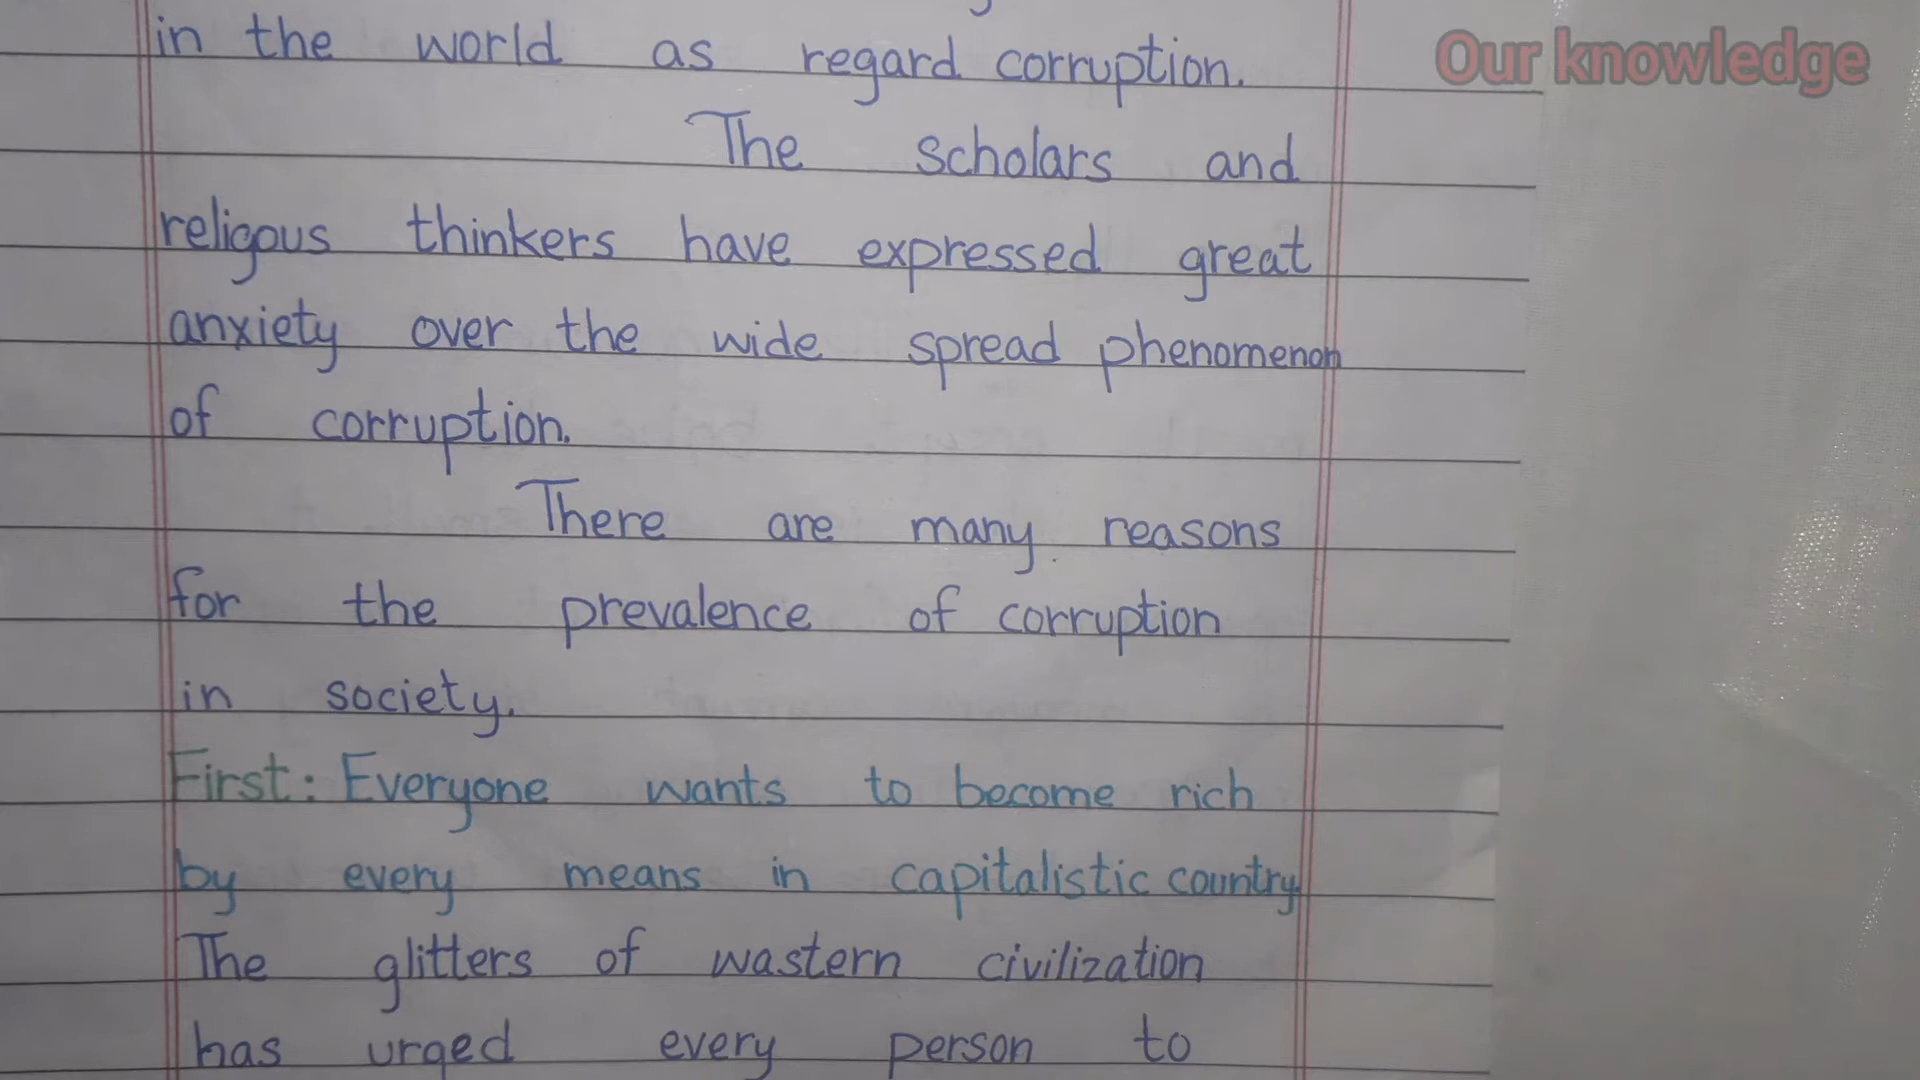 in the world as regard corruption.
Our knowledge
The scholars and
religous thinkers have expressed great
anxiety over the wide spread phenomenon
of corruption.
There are many reasons
for the prevalence of corruption
in society.
First: Everyone wants to become rich
by every means in capitalistic country
The glitters of wastern civilization
has urged every person to